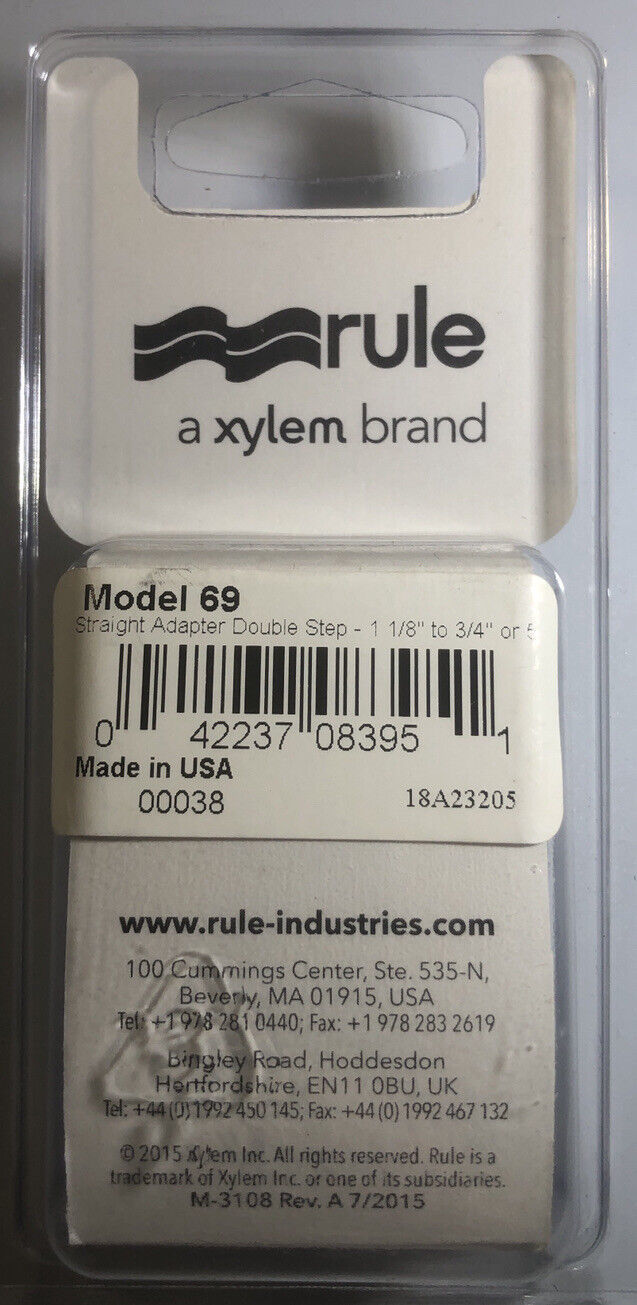 rule
a xylem brand
Model 69
Straight Adapter Double Step - 1 1/8" to 3/4" or
0 42237 08395 1
Made in USA
00038 18A23205
www.rule-industries.com
100 Cummings Center, Ste. 535-N,
Beverly, MA 01915, USA
Tel: +1 978 281 0440; Fax: +1 978 283 2619
Bingley Road, Hoddesdon
Hertfordshire, EN11 0BU, UK
Tel: +44 (0) 1992 450 145; Fax: +44 (0) 1992 467 132
© 2015 Xylem Inc. All rights reserved. Rule is a
trademark of Xylem Inc. or one of its subsidiaries.
M-3108 Rev. A 7/2015